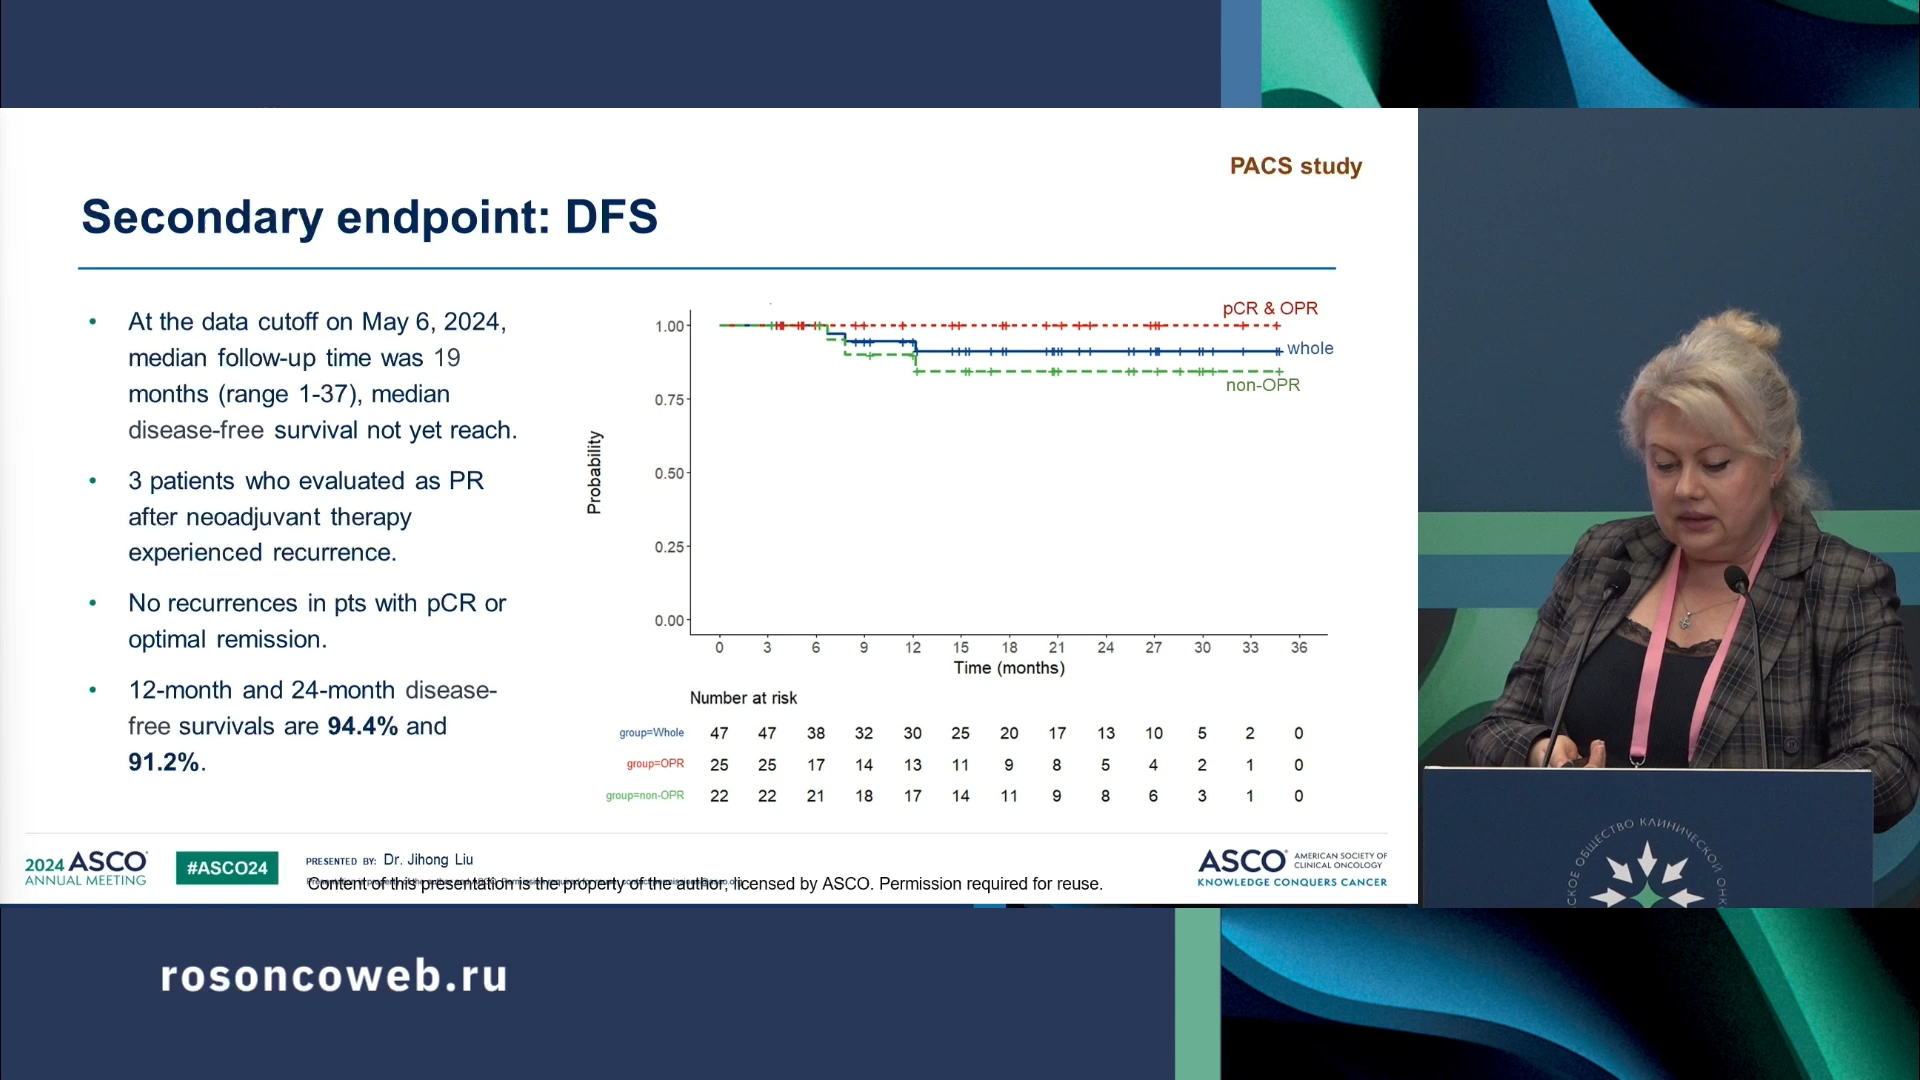 PACS study
Secondary endpoint: DFS
• At the data cutoff on May 6, 2024,
median follow-up time was 19
months (range 1-37), median
disease-free survival not yet reach.
• 3 patients who evaluated as PR
after neoadjuvant therapy
experienced recurrence.
• No recurrences in pts with pCR or
optimal remission.
• 12-month and 24-month disease-
free survivals are 94.4% and
91.2%.
pCR & OPR
whole
non-OPR
1.00
0.75
0.50
0.25
0.00
Probability
0 3 6 9 12 15 18 21 24 27 30 33 36
Time (months)
Number at risk
group=Whole 47 47 38 32 30 25 20 17 13 10 5 2 0
group=OPR 25 25 17 14 13 11 9 8 5 4 2 1 0
group=non-OPR 22 22 21 18 17 14 11 9 8 6 3 1 0
2024 ASCO
ANNUAL MEETING
#ASCO24
PRESENTED BY: Dr. Jihong Liu
Content of this presentation is the property of the author, licensed by ASCO. Permission required for reuse.
ASCO AMERICAN SOCIETY OF
CLINICAL ONCOLOGY
KNOWLEDGE CONQUERS CANCER
ОБЩЕСТВО КЛИНИЧЕСКОЙ
rosoncoweb.ru